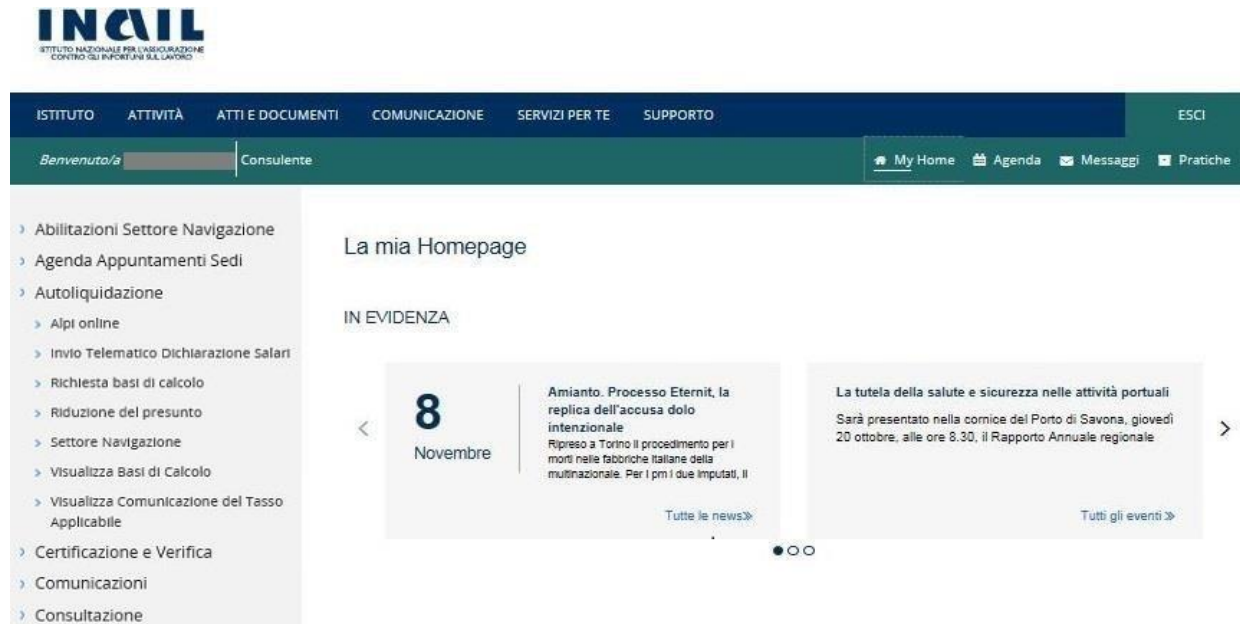 INAIL
ISTITUTO NAZIONALE PER L'ASSICURAZIONE
CONTRO GLI INFORTUNI SUL LAVORO
ISTITUTO ATTIVITÀ ATTI E DOCUMENTI COMUNICAZIONE SERVIZI PER TE SUPPORTO ESCI
Benvenuto/a Consulente My Home Agenda Messaggi Pratiche
Abilitazioni Settore Navigazione
Agenda Appuntamenti Sedi
Autoliquidazione
Alpi online
Invio Telematico Dichiarazione Salari
Richiesta basi di calcolo
Riduzione del presunto
Settore Navigazione
Visualizza Basi di Calcolo
Visualizza Comunicazione del Tasso
Applicabile
Certificazione e Verifica
Comunicazioni
Consultazione
La mia Homepage
IN EVIDENZA
8
Novembre
Amianto. Processo Eternit, la
replica dell'accusa dolo
intenzionale
Ripreso a Torino il procedimento per i
morti nelle fabbriche italiane della
multinazionale. Per i pm i due imputati, il
Tutte le news»
La tutela della salute e sicurezza nelle attività portuali
Sarà presentato nella cornice del Porto di Savona, giovedì
20 ottobre, alle ore 8.30, il Rapporto Annuale regionale
Tutti gli eventi »